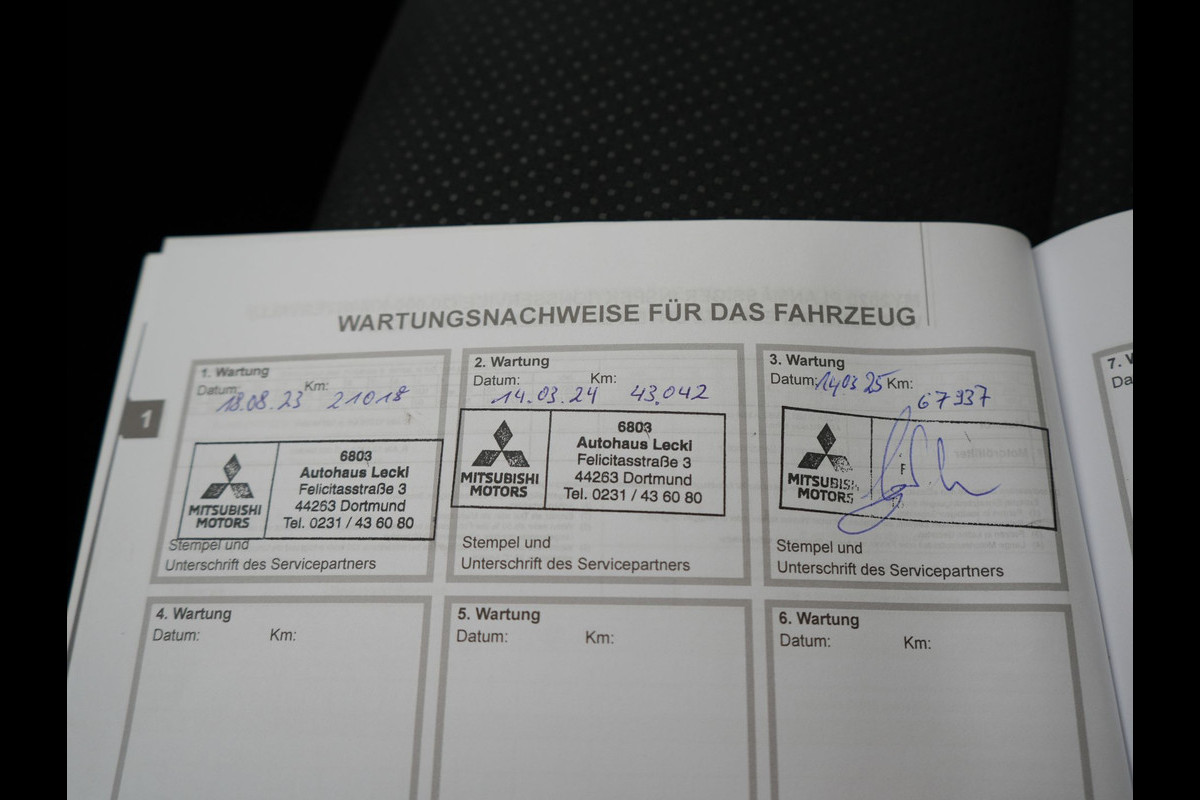 WARTUNGSNACHWEISE FÜR DAS FAHRZEUG
1. Wartung
Datum: Km:
18.08.23 21018
6803
Autohaus Lecki
Felicitasstraße 3
44263 Dortmund
Tel. 0231 / 43 60 80
MITSUBISHI
MOTORS
Stempel und
Unterschrift des Servicepartners
2. Wartung
Datum: Km:
14.03.24 43.042
6803
Autohaus Lecki
Felicitasstraße 3
44263 Dortmund
Tel. 0231 / 43 60 80
MITSUBISHI
MOTORS
Stempel und
Unterschrift des Servicepartners
3. Wartung
Datum: 14.03.25 Km:
67937
MITSUBISHI
MOTORS
F
Stempel und
Unterschrift des Servicepartners
1
4. Wartung
Datum: Km:
5. Wartung
Datum: Km:
6. Wartung
Datum: Km:
7. W
Da